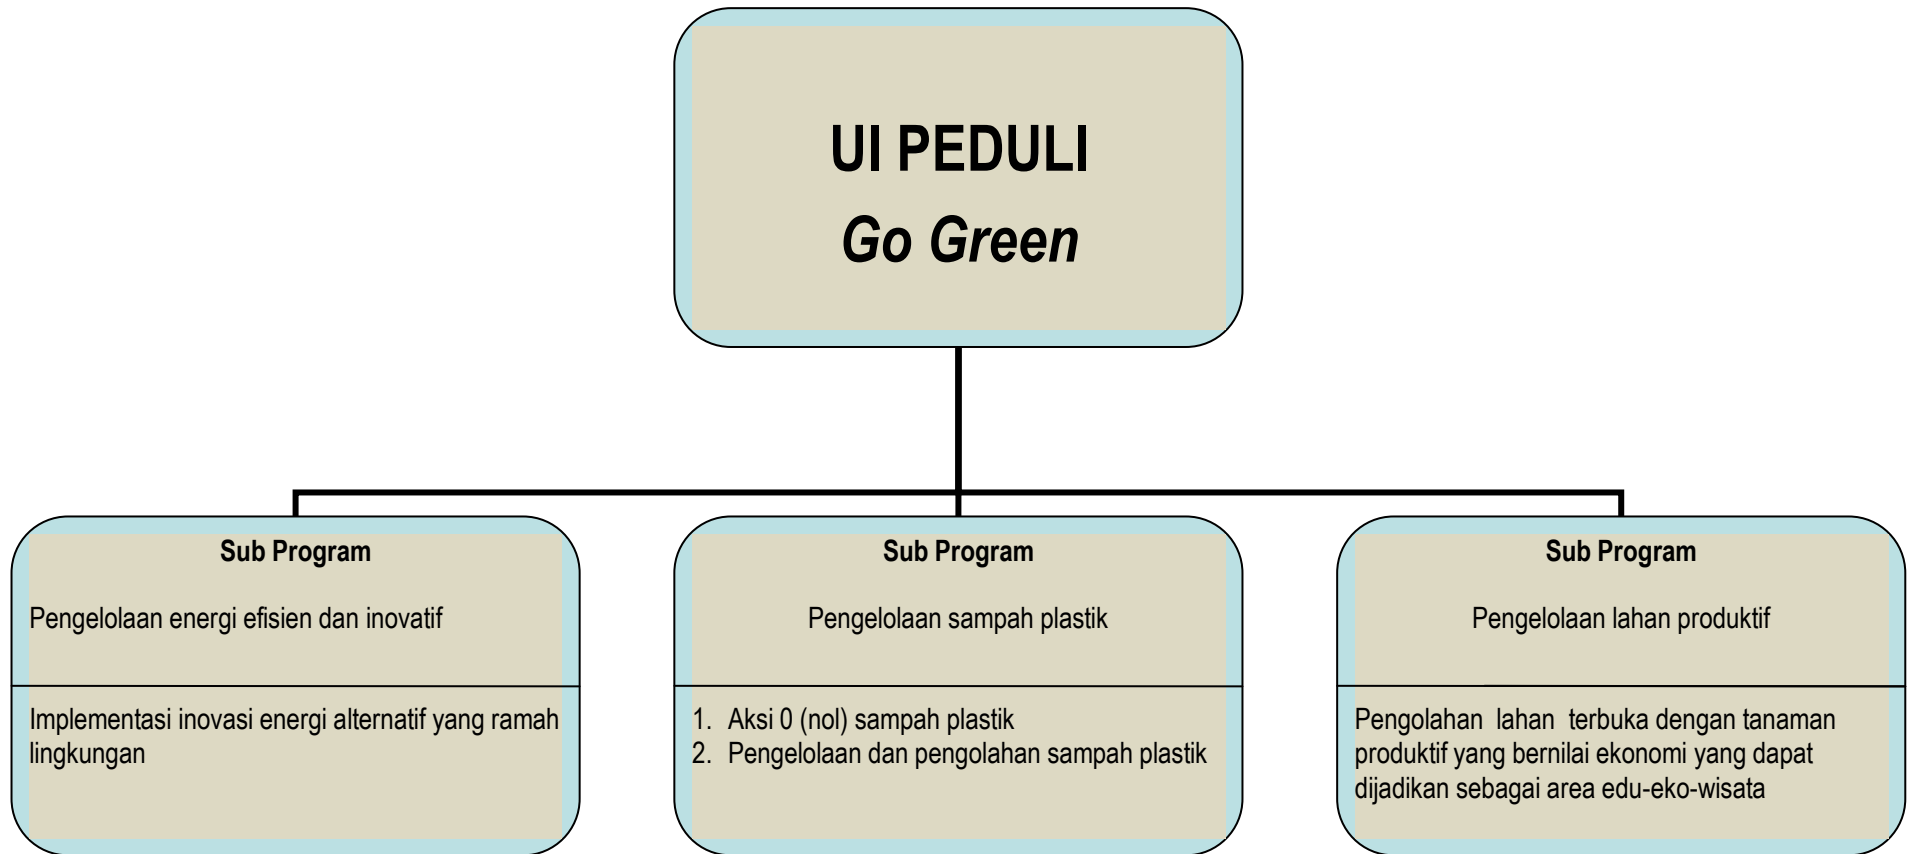 UI PEDULI
Go Green
Sub Program
Pengelolaan energi efisien dan inovatif
Implementasi inovasi energi alternatif yang ramah
lingkungan
Sub Program
Pengelolaan sampah plastik
1. Aksi 0 (nol) sampah plastik
2. Pengelolaan dan pengolahan sampah plastik
Sub Program
Pengelolaan lahan produktif
Pengolahan lahan terbuka dengan tanaman
produktif yang bernilai ekonomi yang dapat
dijadikan sebagai area edu-eko-wisata